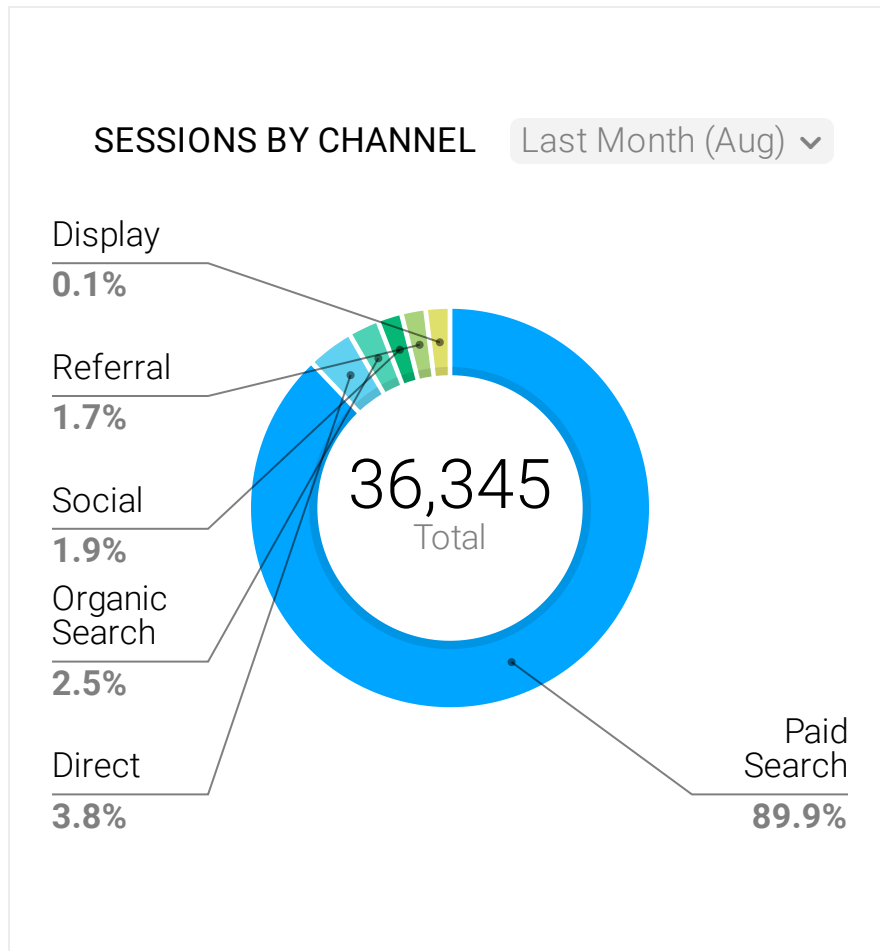 SESSIONS BY CHANNEL Last Month (Aug)
Display
0.1%
Referral
1.7%
Social
1.9%
Organic
Search
2.5%
Direct
3.8%
36,345
Total
Paid
Search
89.9%